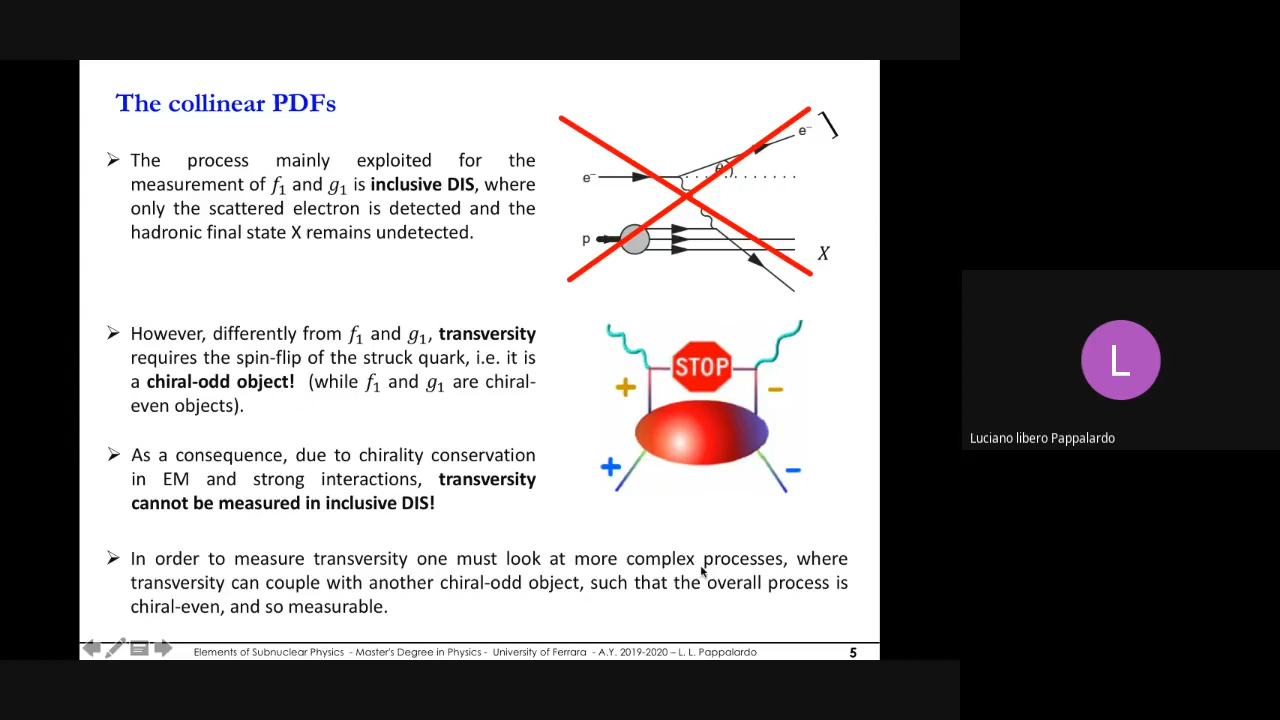 The collinear PDFs
➢ The process mainly exploited for the
measurement of f₁ and g₁ is inclusive DIS, where
only the scattered electron is detected and the
hadronic final state X remains undetected.
e⁻
θ
e⁻
p
X
➢ However, differently from f₁ and g₁, transversity
requires the spin-flip of the struck quark, i.e. it is
a chiral-odd object! (while f₁ and g₁ are chiral-
even objects).
STOP
+ −
+ −
➢ As a consequence, due to chirality conservation
in EM and strong interactions, transversity
cannot be measured in inclusive DIS!
➢ In order to measure transversity one must look at more complex processes, where
transversity can couple with another chiral-odd object, such that the overall process is
chiral-even, and so measurable.
Elements of Subnuclear Physics - Master's Degree in Physics - University of Ferrara - A.Y. 2019-2020 – L. L. Pappalardo 5
L
Luciano libero Pappalardo